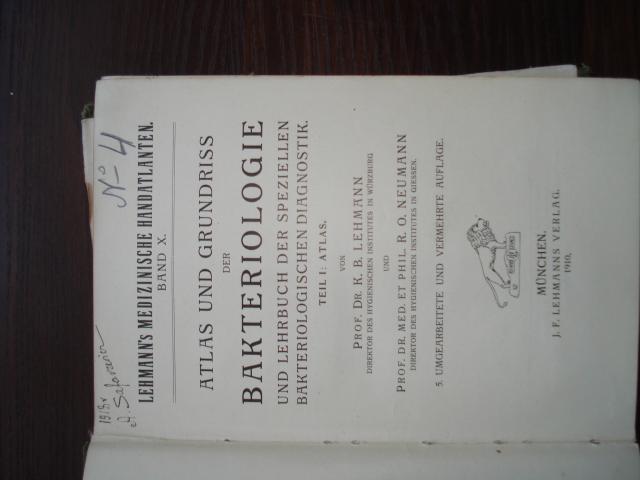 1918r
No 4
LEHMANN's MEDIZINISCHE HANDATLANTEN.
BAND X.
ATLAS UND GRUNDRISS
DER
BAKTERIOLOGIE
UND LEHRBUCH DER SPEZIELLEN
BAKTERIOLOGISCHEN DIAGNOSTIK.
TEIL I: ATLAS.
VON
PROF. DR. K. B. LEHMANN
DIREKTOR DES HYGIENISCHEN INSTITUTES IN WÜRZBURG
UND
PROF. DR. MED. ET PHIL. R. O. NEUMANN
DIREKTOR DES HYGIENISCHEN INSTITUTES IN GIESSEN.
5. UMGEARBEITETE UND VERMEHRTE AUFLAGE.
MÜNCHEN.
J. F. LEHMANNS VERLAG.
1910.